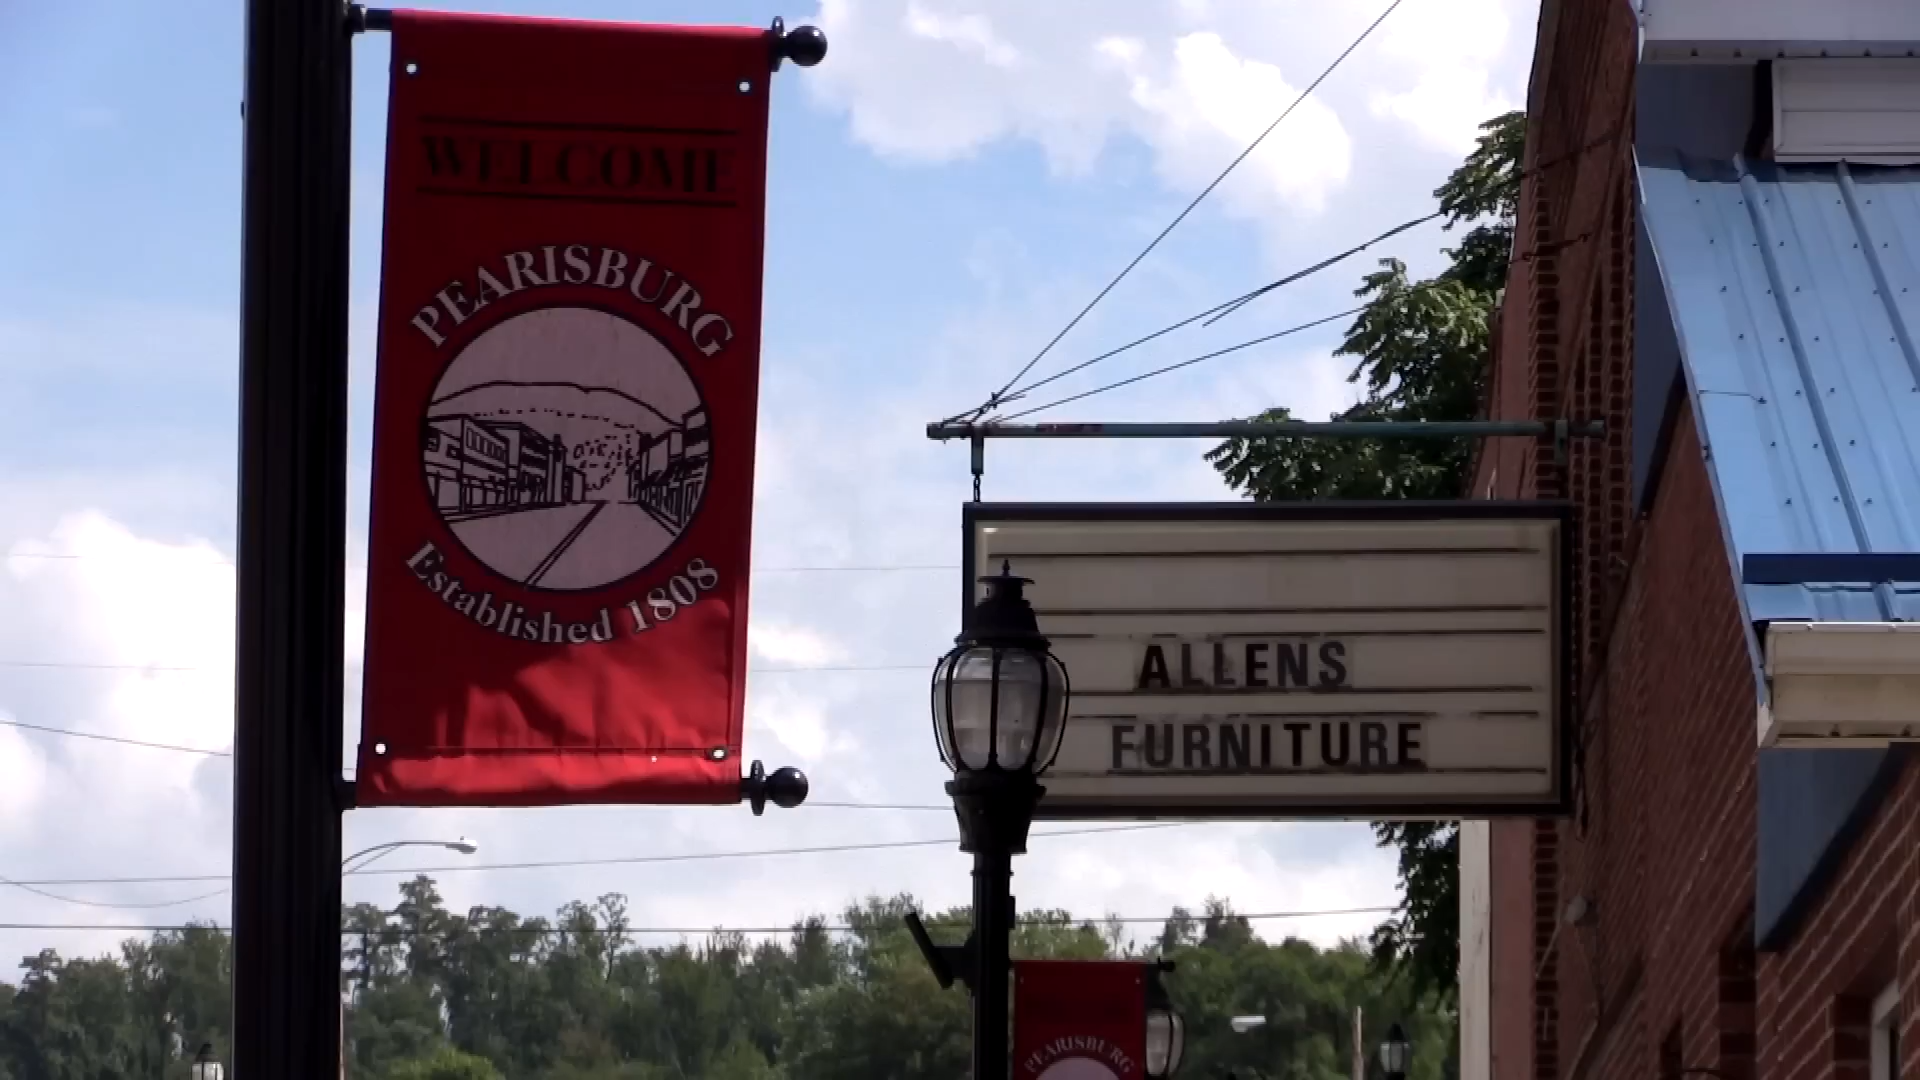 WELCOME
PEARISBURG
Established 1808
ALLENS
FURNITURE
PEARISBURG